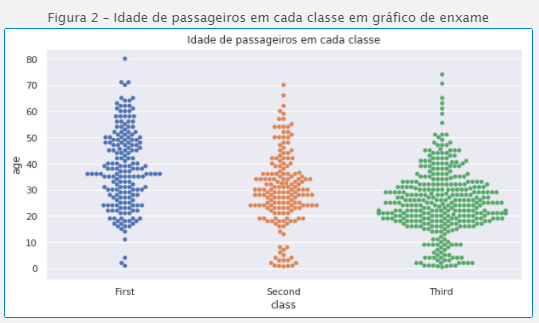 Figura 2 – Idade de passageiros em cada classe em gráfico de enxame
Idade de passageiros em cada classe
80
70
60
50
40
30
20
10
0
age
First Second Third
class